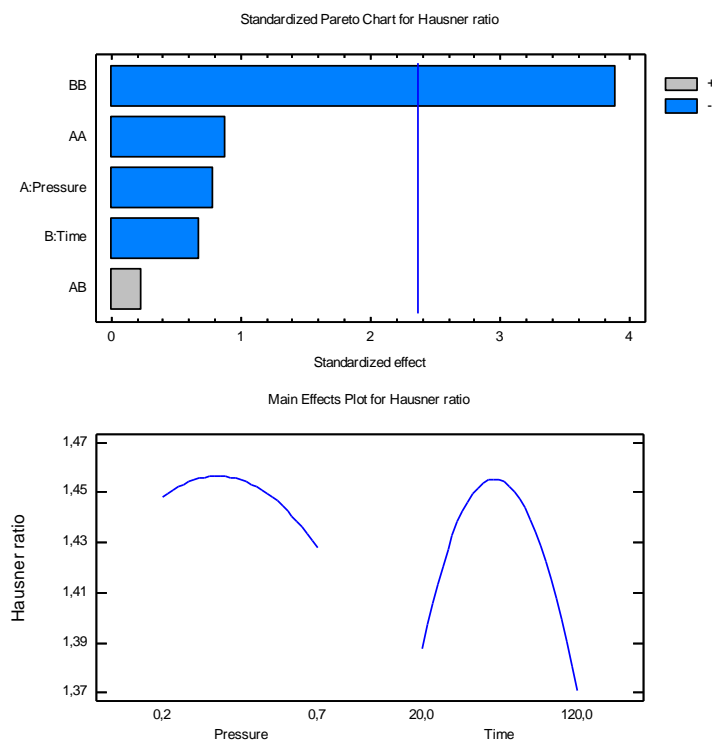 Standardized Pareto Chart for Hausner ratio
BB
AA
A:Pressure
B:Time
AB
+
-
0 1 2 3 4
Standardized effect
Main Effects Plot for Hausner ratio
Hausner ratio
1,47
1,45
1,43
1,41
1,39
1,37
0,2 0,7 20,0 120,0
Pressure Time